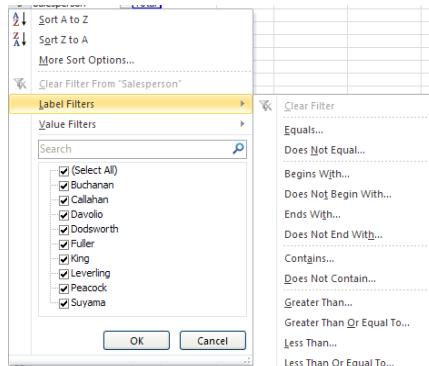 Salesperson (Total)
Sort A to Z
Sort Z to A
More Sort Options...
Clear Filter From "Salesperson"
Label Filters
Value Filters
Search
(Select All)
Buchanan
Callahan
Davolio
Dodsworth
Fuller
King
Leverling
Peacock
Suyama
OK Cancel
Clear Filter
Equals...
Does Not Equal...
Begins With...
Does Not Begin With...
Ends With...
Does Not End With...
Contains...
Does Not Contain...
Greater Than...
Greater Than Or Equal To...
Less Than...
Less Than Or Equal To...